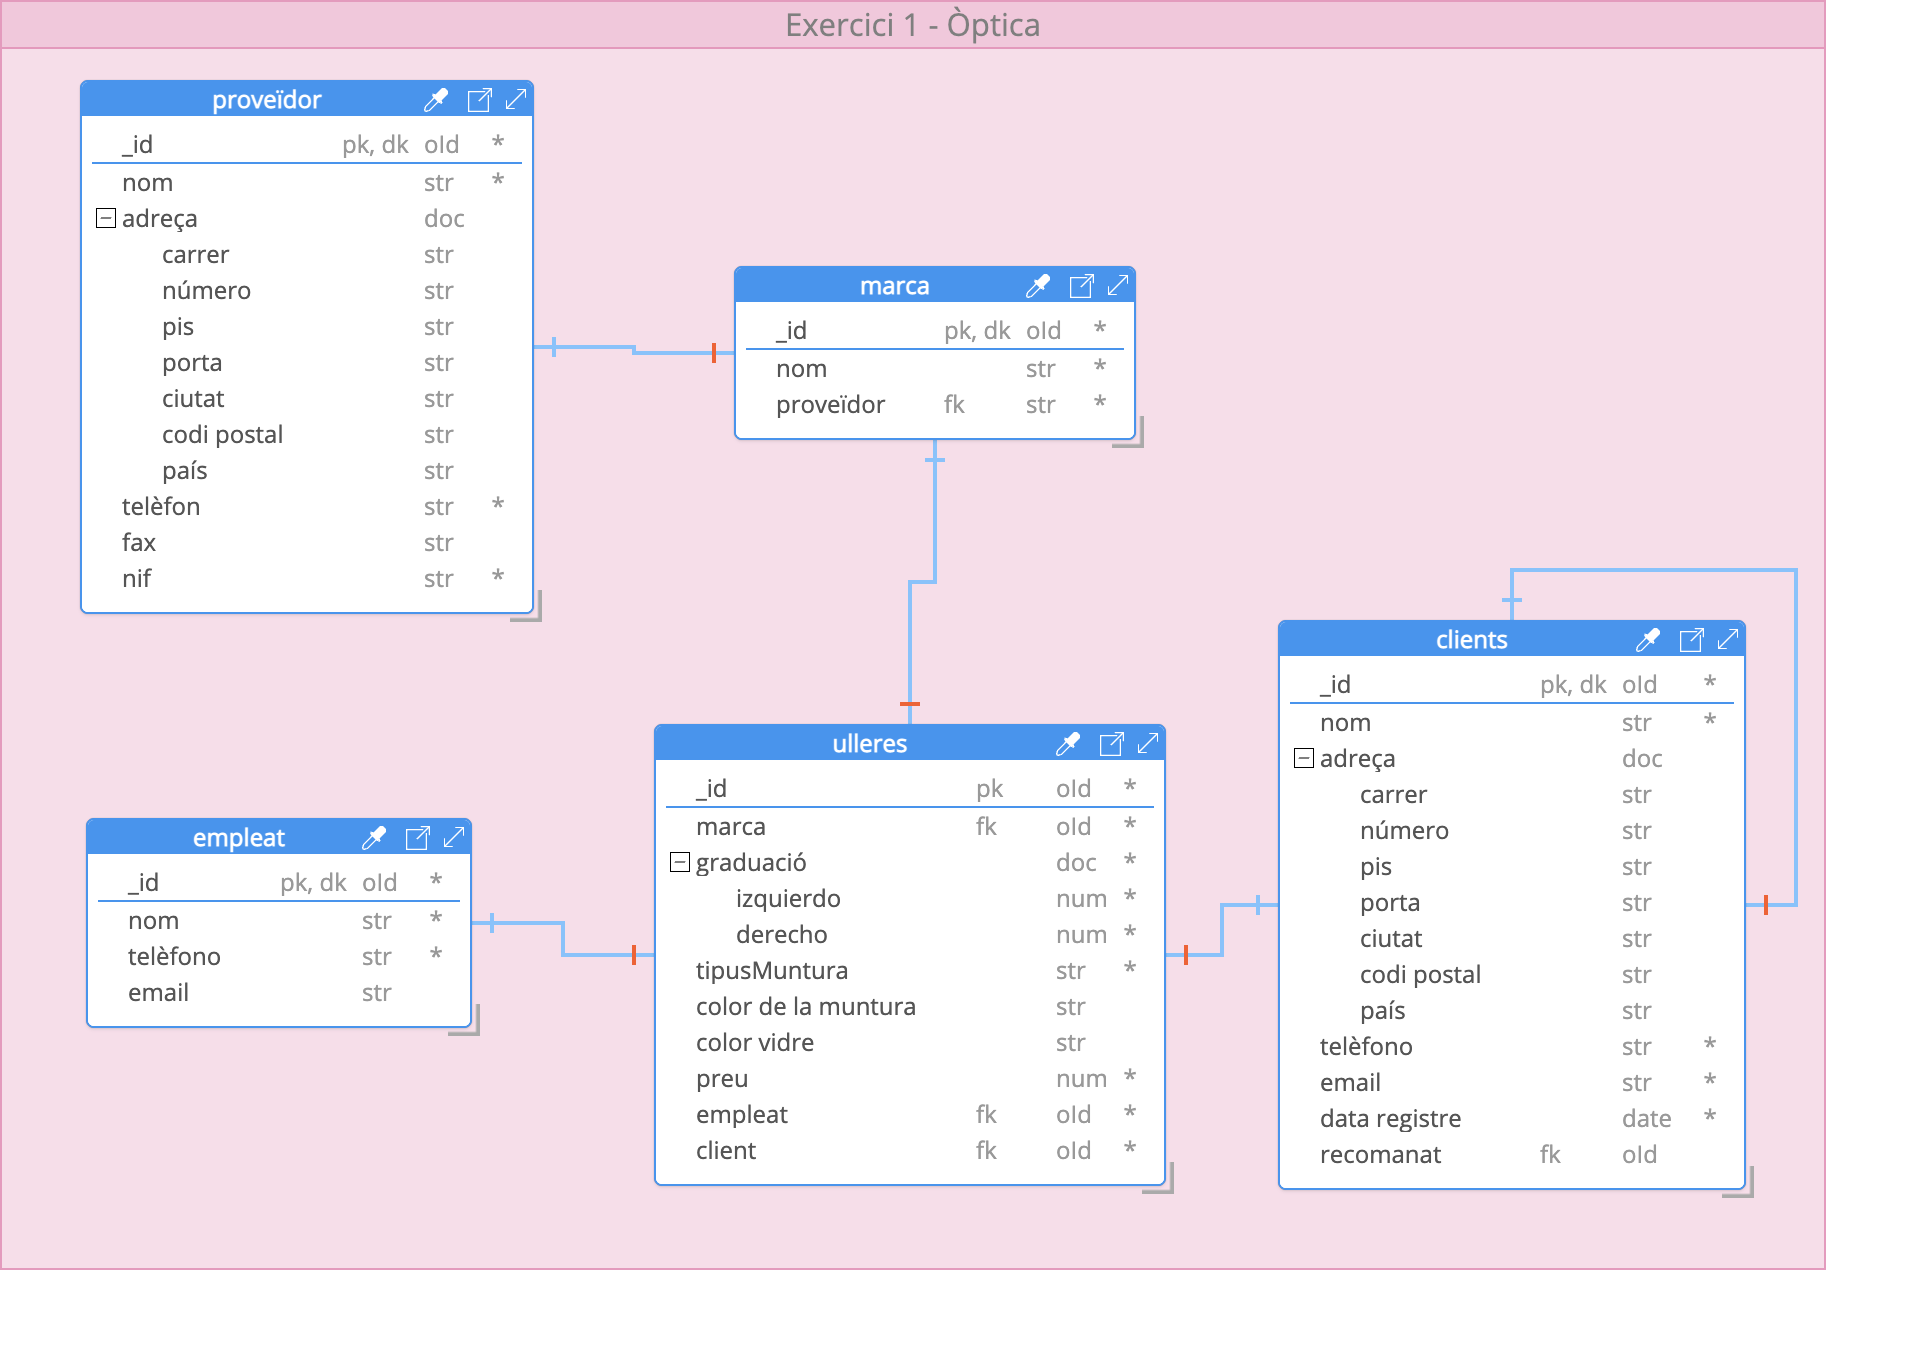 Exercici 1 - Òptica
proveïdor
_id pk, dk oId *
nom str *
adreça doc
carrer str
número str
pis str
porta str
ciutat str
codi postal str
país str
telèfon str *
fax str
nif str *
marca
_id pk, dk oId *
nom str *
proveïdor fk str *
empleat
_id pk, dk oId *
nom str *
telèfono str *
email str
ulleres
_id pk oId *
marca fk oId *
graduació doc *
izquierdo num *
derecho num *
tipusMuntura str *
color de la muntura str
color vidre str
preu num *
empleat fk oId *
client fk oId *
clients
_id pk, dk oId *
nom str *
adreça doc
carrer str
número str
pis str
porta str
ciutat str
codi postal str
país str
telèfono str *
email str *
data registre date *
recomanat fk oId